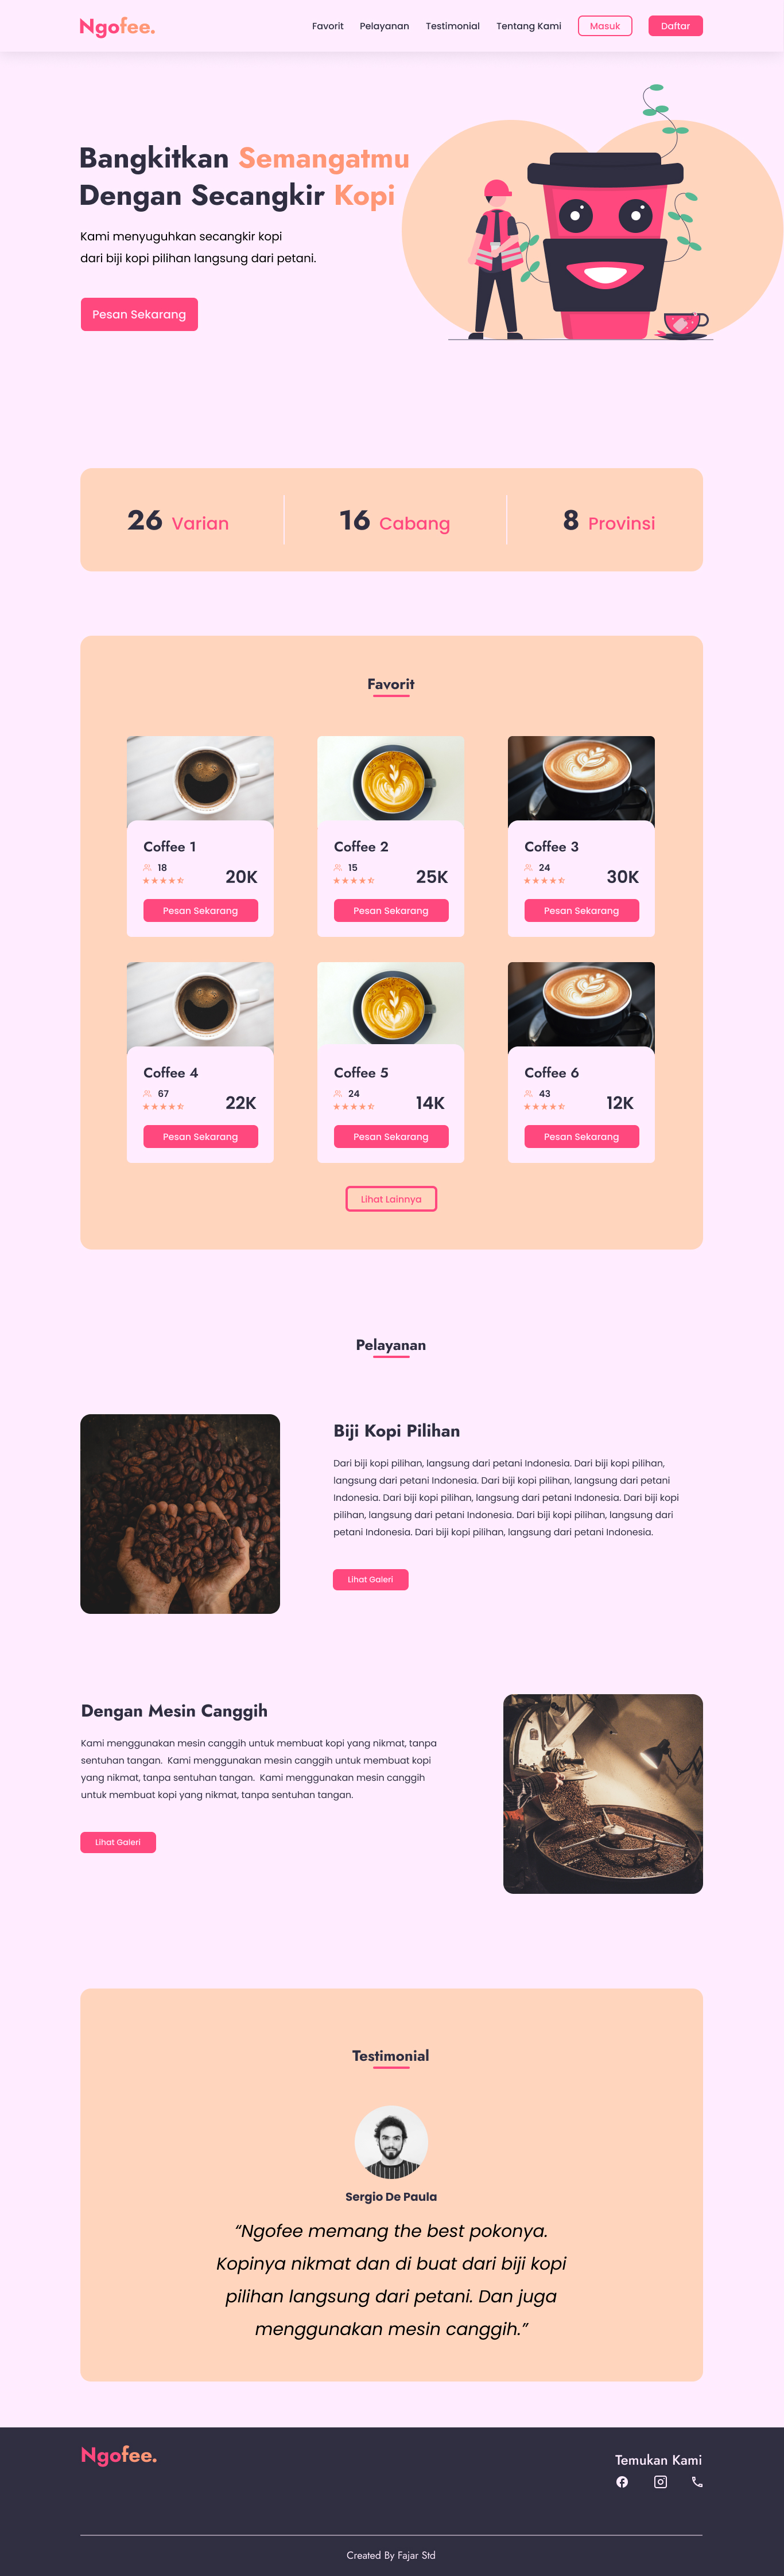 Ngofee.
Favorit
Pelayanan
Testimonial
Tentang Kami
Masuk
Daftar
Bangkitkan Semangatmu
Dengan Secangkir Kopi
Kami menyuguhkan secangkir kopi
dari biji kopi pilihan langsung dari petani.
Pesan Sekarang
26 Varian
16 Cabang
8 Provinsi
Favorit
Coffee 1
18
20K
Pesan Sekarang
Coffee 2
15
25K
Pesan Sekarang
Coffee 3
24
30K
Pesan Sekarang
Coffee 4
67
22K
Pesan Sekarang
Coffee 5
24
14K
Pesan Sekarang
Coffee 6
43
12K
Pesan Sekarang
Lihat Lainnya
Pelayanan
Biji Kopi Pilihan
Dari biji kopi pilihan, langsung dari petani Indonesia. Dari biji kopi pilihan,
langsung dari petani Indonesia. Dari biji kopi pilihan, langsung dari petani
Indonesia. Dari biji kopi pilihan, langsung dari petani Indonesia. Dari biji kopi
pilihan, langsung dari petani Indonesia. Dari biji kopi pilihan, langsung dari
petani Indonesia. Dari biji kopi pilihan, langsung dari petani Indonesia.
Lihat Galeri
Dengan Mesin Canggih
Kami menggunakan mesin canggih untuk membuat kopi yang nikmat, tanpa
sentuhan tangan. Kami menggunakan mesin canggih untuk membuat kopi
yang nikmat, tanpa sentuhan tangan. Kami menggunakan mesin canggih
untuk membuat kopi yang nikmat, tanpa sentuhan tangan.
Lihat Galeri
Testimonial
Sergio De Paula
“Ngofee memang the best pokonya.
Kopinya nikmat dan di buat dari biji kopi
pilihan langsung dari petani. Dan juga
menggunakan mesin canggih.”
Ngofee.
Temukan Kami
Created By Fajar Std